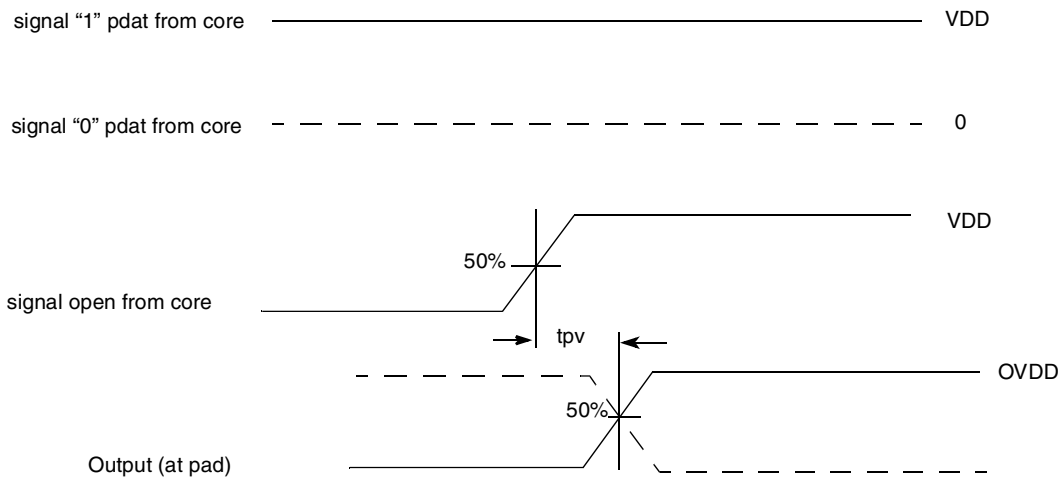 signal “1” pdat from core VDD
signal “0” pdat from core 0
VDD
50%
signal open from core
tpv
OVDD
50%
Output (at pad)